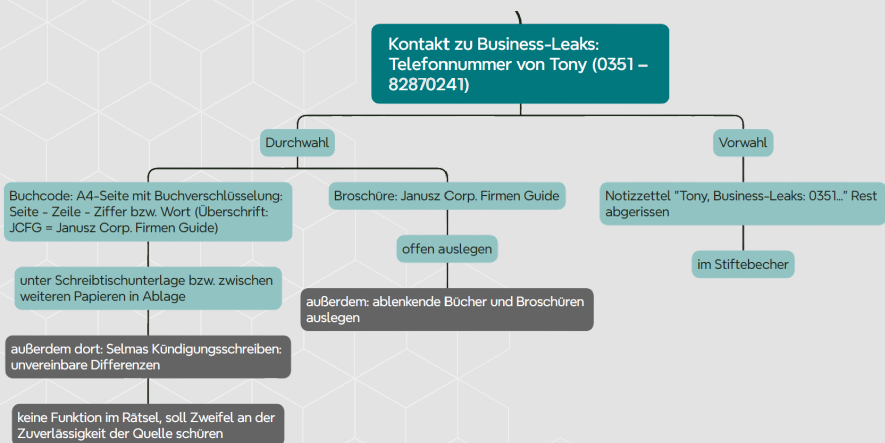 Kontakt zu Business-Leaks:
Telefonnummer von Tony (0351 –
82870241)
Durchwahl
Vorwahl
Buchcode: A4-Seite mit Buchverschlüsselung:
Seite - Zeile - Ziffer bzw. Wort (Überschrift:
JCFG = Janusz Corp. Firmen Guide)
Broschüre: Janusz Corp. Firmen Guide
Notizzettel "Tony, Business-Leaks: 0351..." Rest
abgerissen
offen auslegen
im Stiftebecher
unter Schreibtischunterlage bzw. zwischen
weiteren Papieren in Ablage
außerdem: ablenkende Bücher und Broschüren
auslegen
außerdem dort: Selmas Kündigungsschreiben:
unvereinbare Differenzen
keine Funktion im Rätsel, soll Zweifel an der
Zuverlässigkeit der Quelle schüren